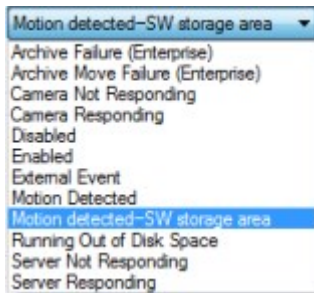 Motion detected-SW storage area
Archive Failure (Enterprise)
Archive Move Failure (Enterprise)
Camera Not Responding
Camera Responding
Disabled
Enabled
External Event
Motion Detected
Motion detected-SW storage area
Running Out of Disk Space
Server Not Responding
Server Responding